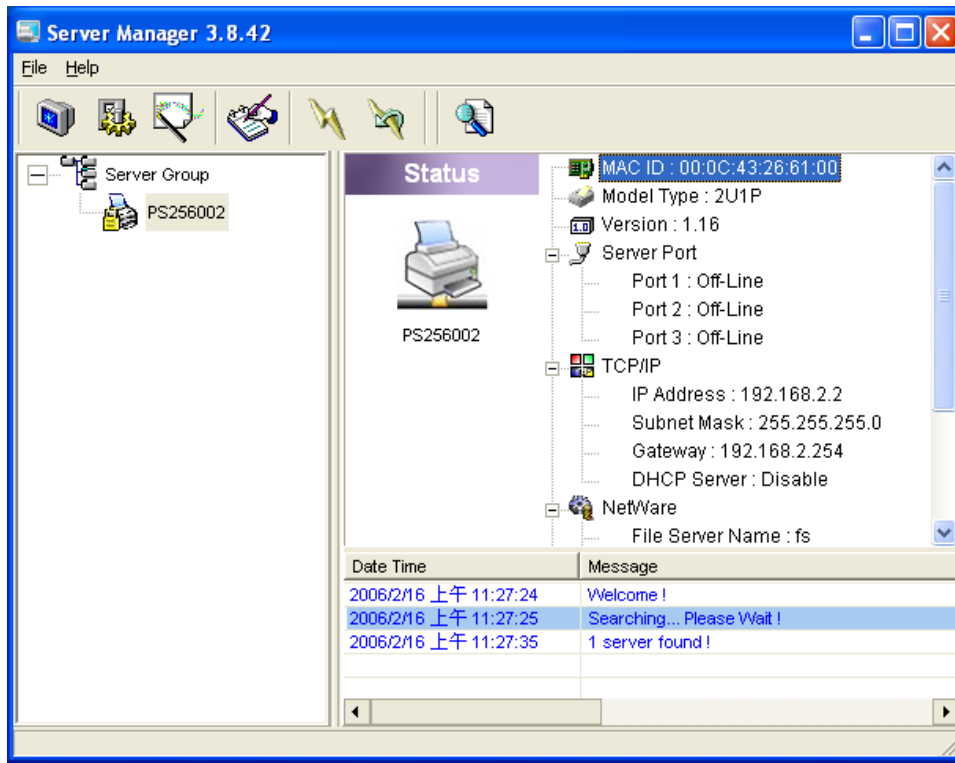 Server Manager 3.8.42
File Help
Server Group
PS256002
Status
PS256002
MAC ID : 00:0C:43:26:61:00
Model Type : 2U1P
1.0 Version : 1.16
Server Port
Port 1 : Off-Line
Port 2 : Off-Line
Port 3 : Off-Line
TCP/IP
IP Address : 192.168.2.2
Subnet Mask : 255.255.255.0
Gateway : 192.168.2.254
DHCP Server : Disable
NetWare
File Server Name : fs
Date Time Message
2006/2/16 上午 11:27:24 Welcome !
2006/2/16 上午 11:27:25 Searching... Please Wait !
2006/2/16 上午 11:27:35 1 server found !